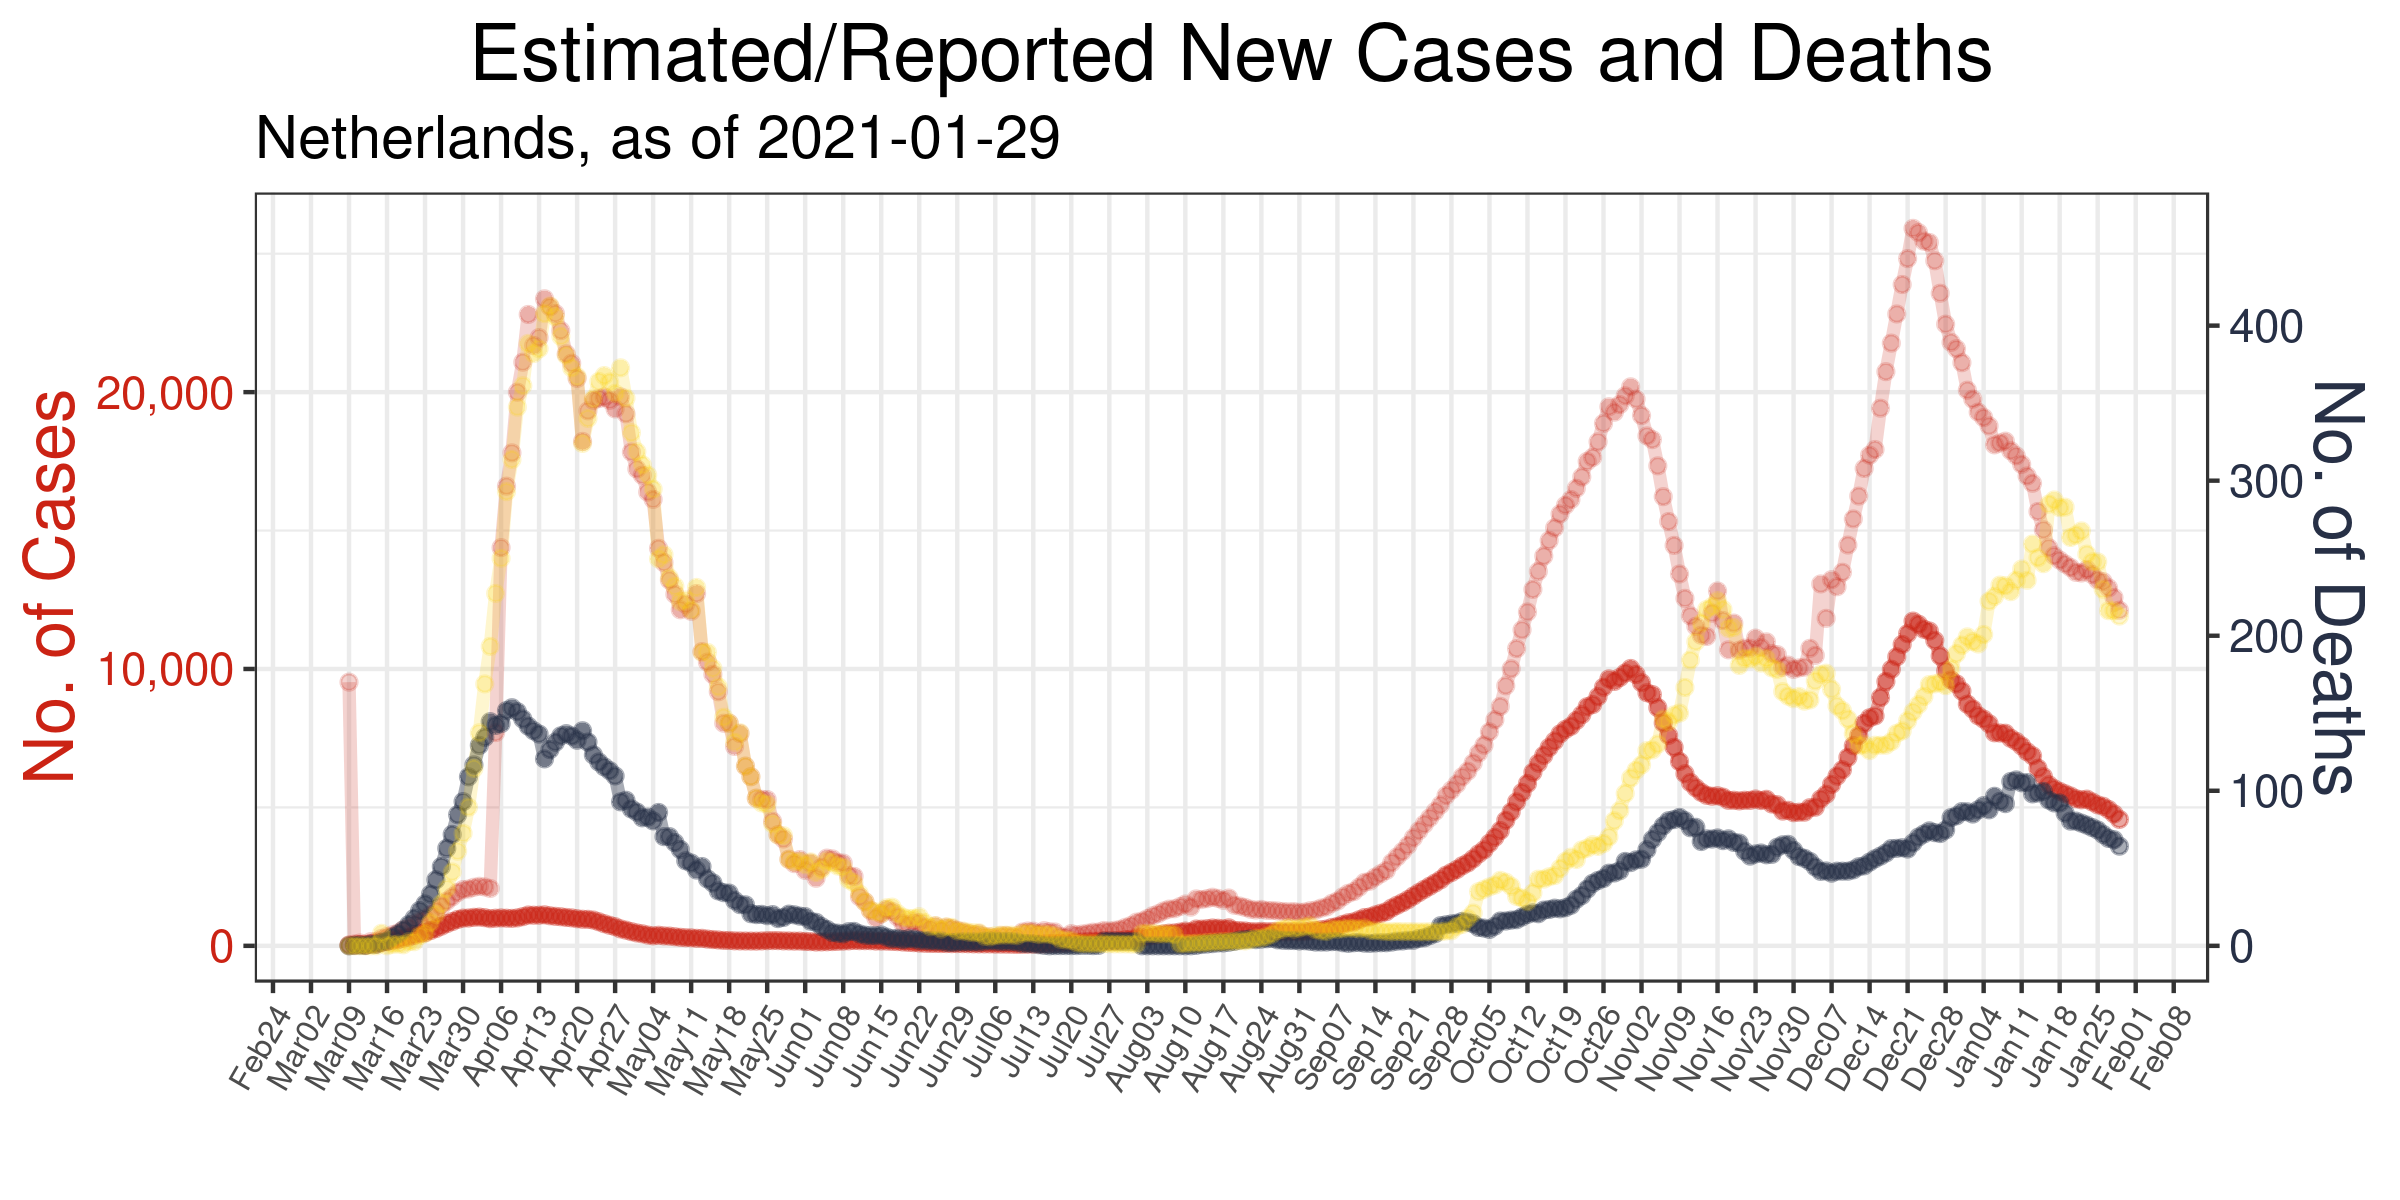 Estimated/Reported New Cases and Deaths
Netherlands, as of 2021-01-29
No. of Cases
20,000
10,000
0
400
300
200
100
0
No. of Deaths
Feb24 Mar02 Mar09 Mar16 Mar23 Mar30 Apr06 Apr13 Apr20 Apr27 May04 May11 May18 May25 Jun01 Jun08 Jun15 Jun22 Jun29 Jul06 Jul13 Jul20 Jul27 Aug03 Aug10 Aug17 Aug24 Aug31 Sep07 Sep14 Sep21 Sep28 Oct05 Oct12 Oct19 Oct26 Nov02 Nov09 Nov16 Nov23 Nov30 Dec07 Dec14 Dec21 Dec28 Jan04 Jan11 Jan18 Jan25 Feb01 Feb08